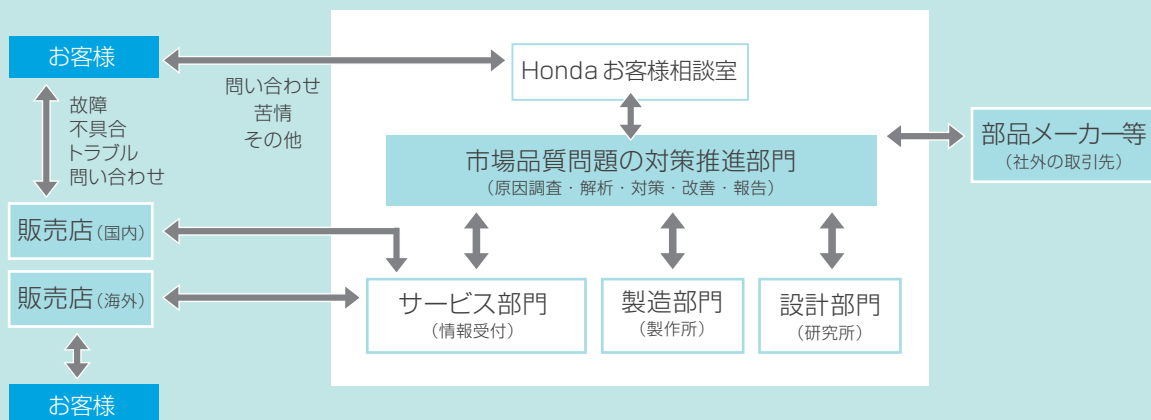 お客様
故障
不具合
トラブル
問い合わせ
問い合わせ
苦情
その他
Honda お客様相談室
市場品質問題の対策推進部門
(原因調査・解析・対策・改善・報告)
部品メーカー等
(社外の取引先)
販売店(国内)
販売店(海外)
サービス部門
(情報受付)
製造部門
(製作所)
設計部門
(研究所)
お客様